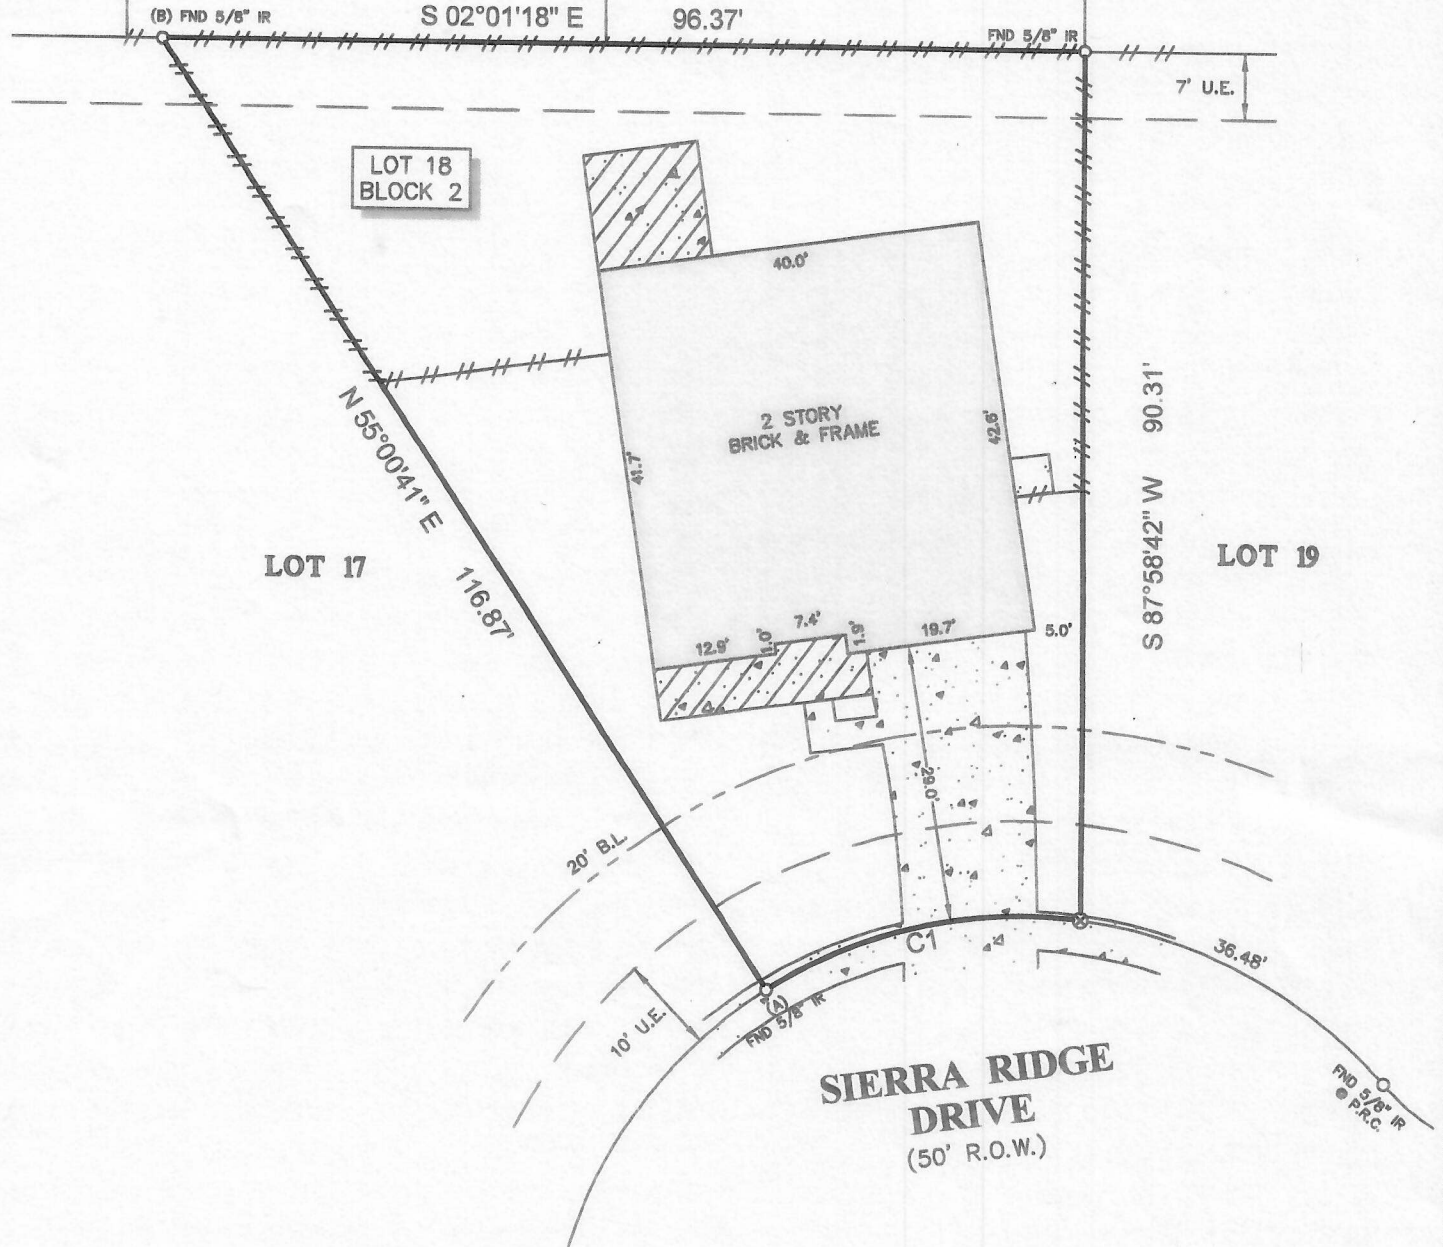 (B) FND 5/8" IR
S 02°01'18" E 96.37'
FND 5/8" IR
7' U.E.
LOT 18
BLOCK 2
40.0'
2 STORY
BRICK & FRAME
42.6'
41.7'
N 55°00'41" E 116.87'
S 87°58'42" W 90.31'
LOT 17
LOT 19
12.9'
1.0'
7.4'
1.9'
19.7'
5.0'
29.0'
20' B.L.
C1
36.48'
(A)
FND 5/8" IR
10' U.E.
SIERRA RIDGE
DRIVE
(50' R.O.W.)
FND 5/8" IR
@ P.R.C.